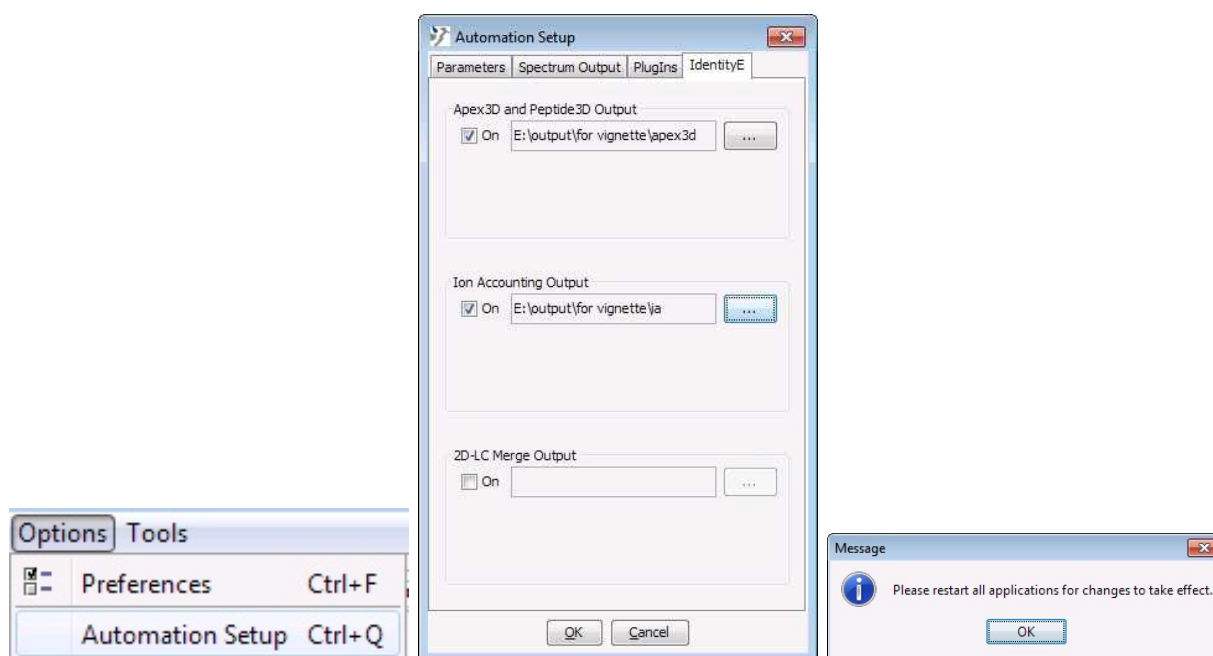 Options Tools
Preferences Ctrl+F
Automation Setup Ctrl+Q
Automation Setup
Parameters Spectrum Output PlugIns IdentityE
Apex3D and Peptide3D Output
On E:\output\for vignette\apex3d ...
Ion Accounting Output
On E:\output\for vignette\ia ...
2D-LC Merge Output
On ...
OK Cancel
Message
Please restart all applications for changes to take effect.
OK